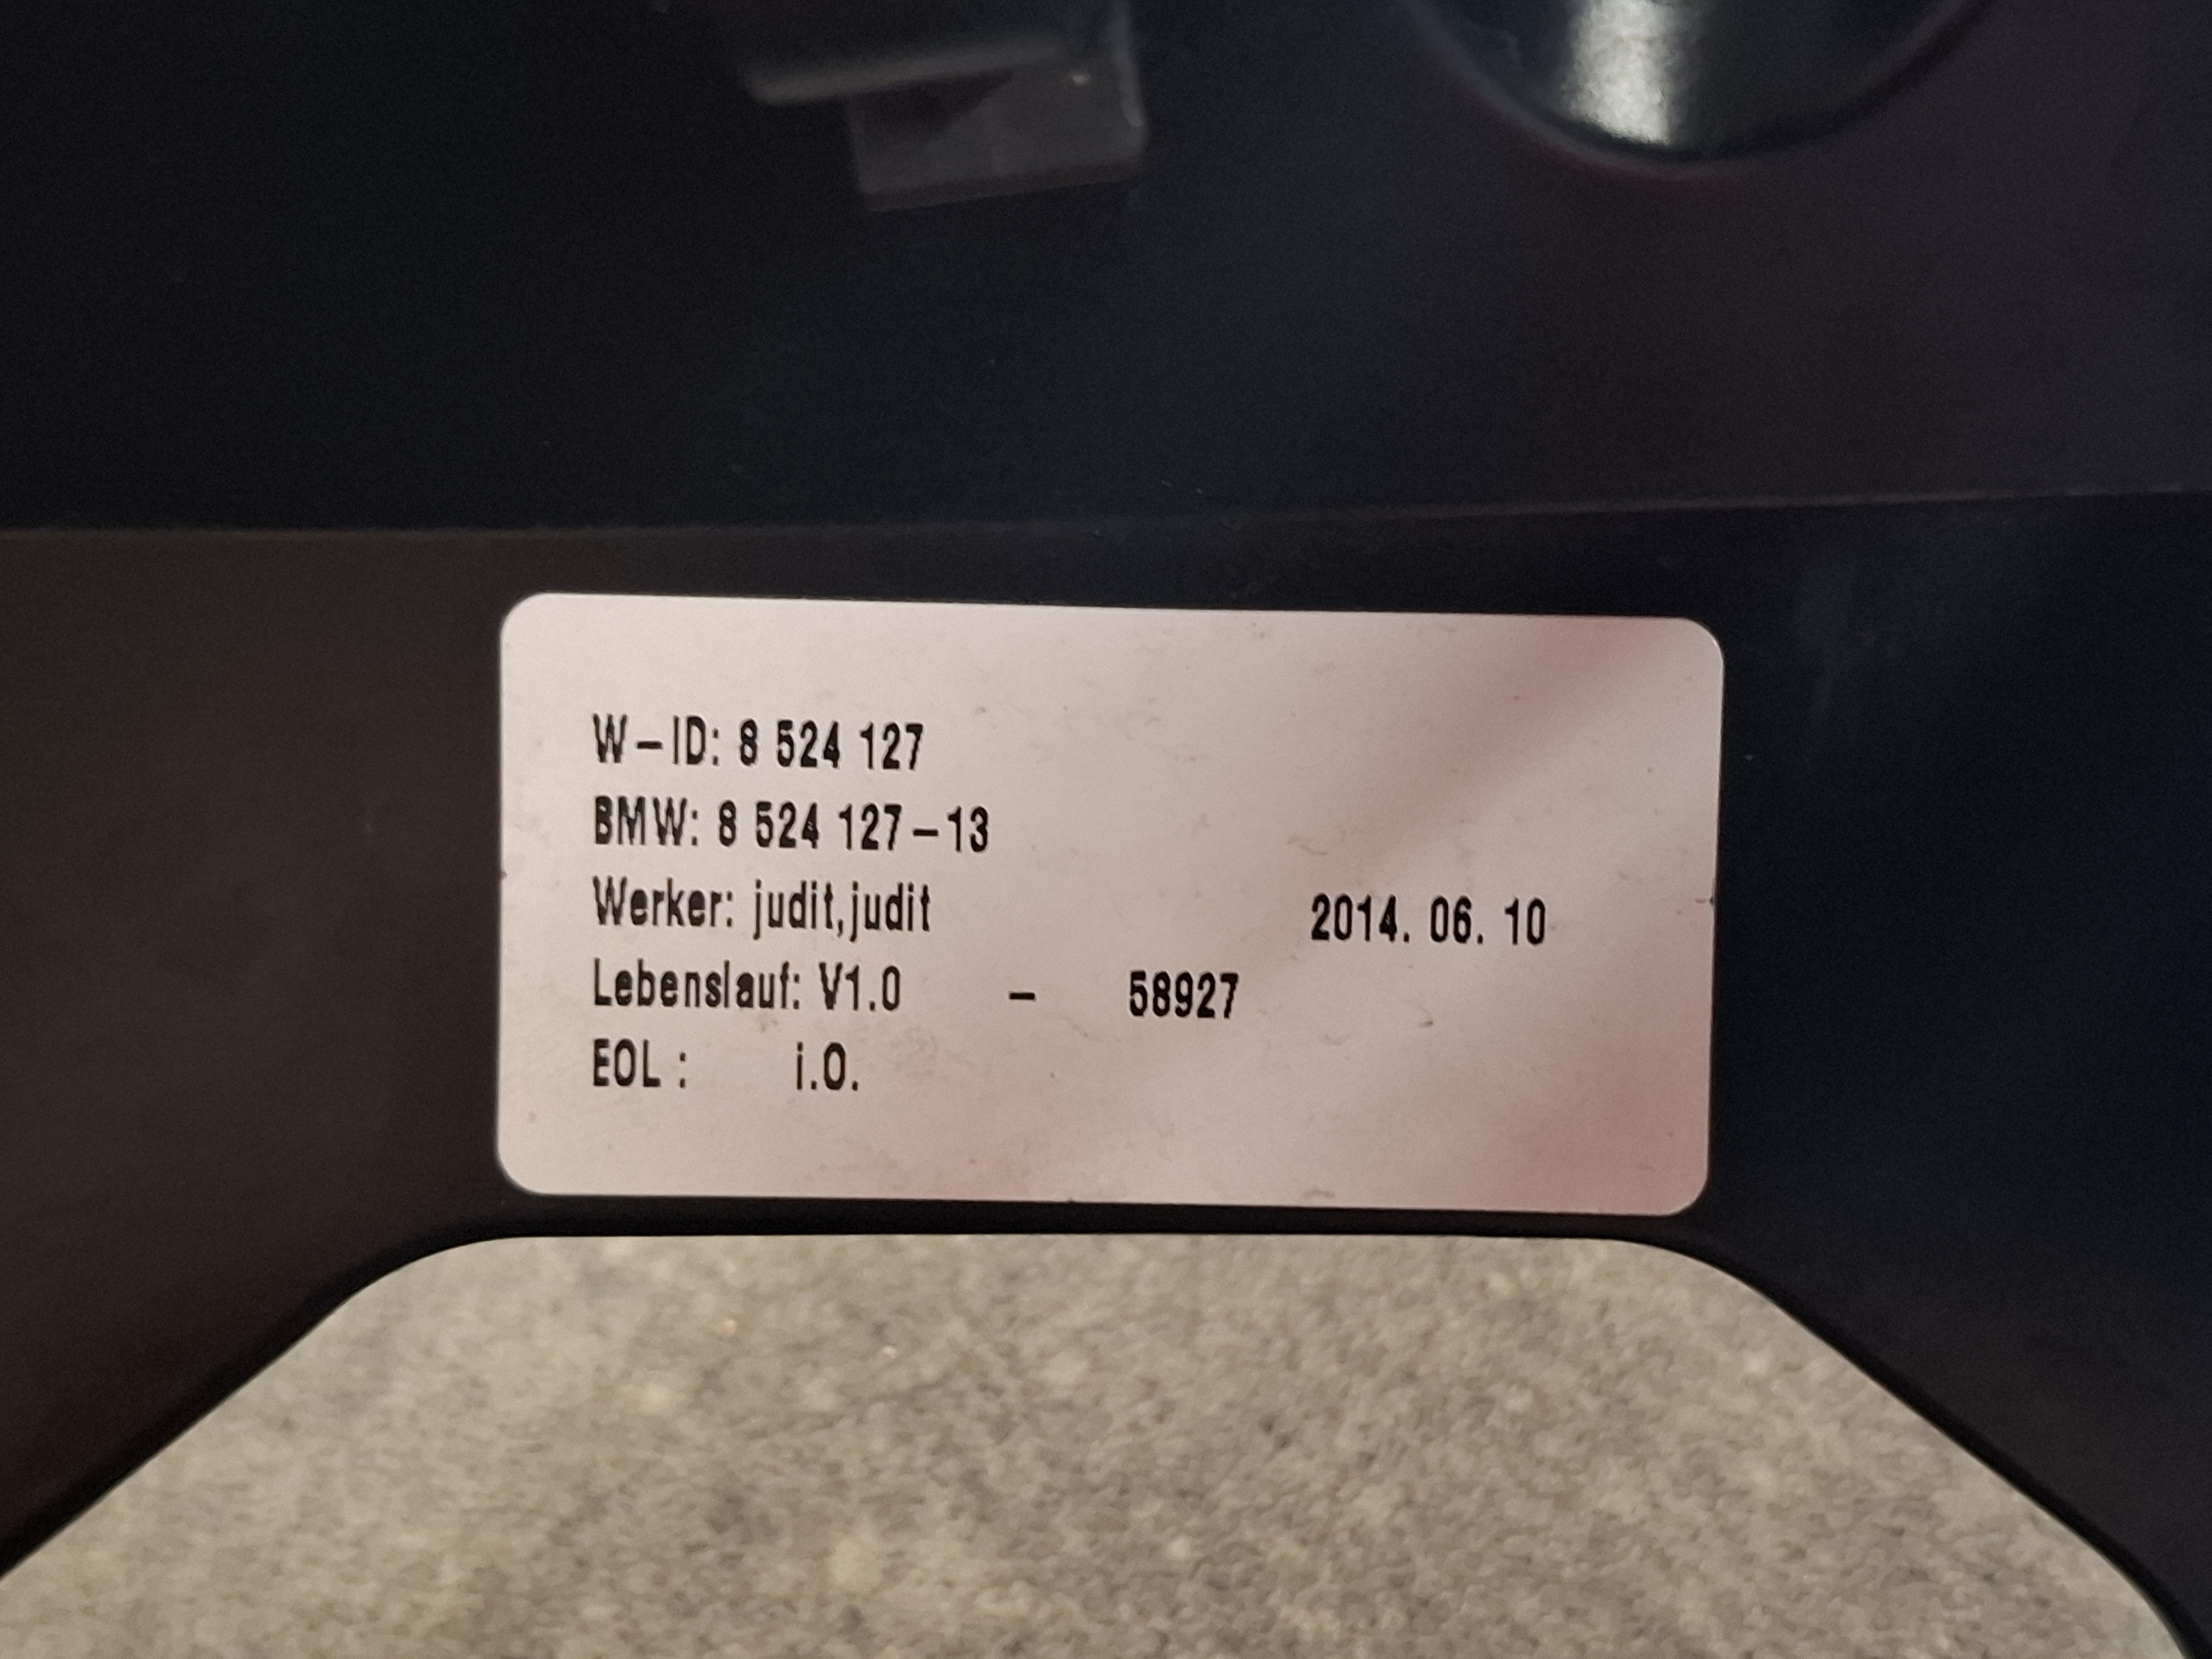 W-ID: 8 524 127
BMW: 8 524 127-13
Werker: judit,judit 2014. 06. 10
Lebenslauf: V1.0 - 58927
EOL : i.O.